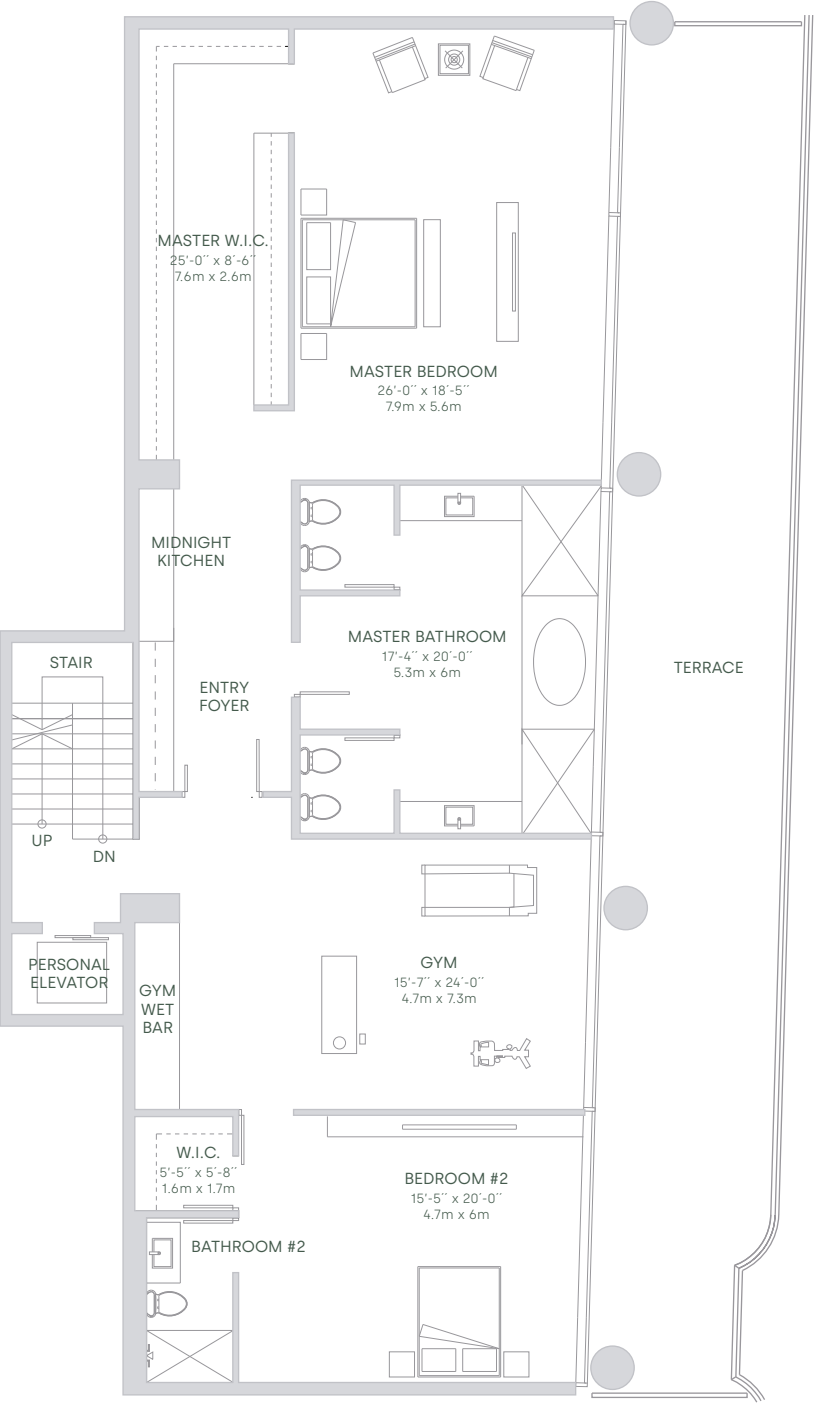 MASTER W.I.C.
25'-0´´ x 8´-6´´
7.6m x 2.6m
MASTER BEDROOM
26'-0´´ x 18´-5´´
7.9m x 5.6m
MIDNIGHT
KITCHEN
MASTER BATHROOM
17'-4´´ x 20´-0´´
5.3m x 6m
STAIR
ENTRY
FOYER
TERRACE
UP
DN
PERSONAL
ELEVATOR
GYM
WET
BAR
GYM
15'-7´´ x 24´-0´´
4.7m x 7.3m
W.I.C.
5'-5´´ x 5´-8´´
1.6m x 1.7m
BEDROOM #2
15'-5´´ x 20´-0´´
4.7m x 6m
BATHROOM #2